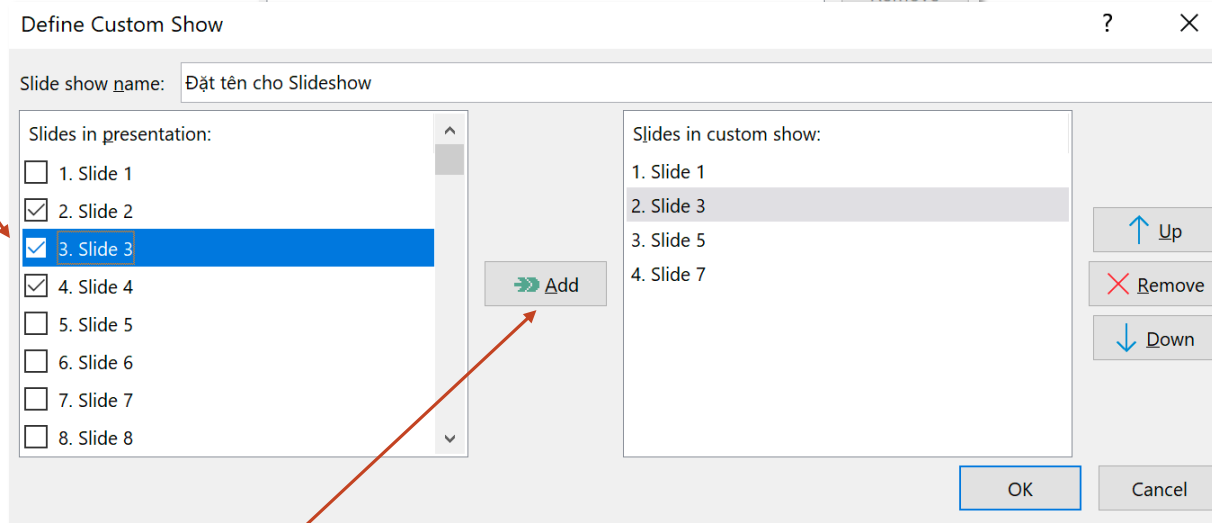 Define Custom Show
?
Slide show name:
Đặt tên cho Slideshow
Slides in presentation:
1. Slide 1
2. Slide 2
3. Slide 3
4. Slide 4
5. Slide 5
6. Slide 6
7. Slide 7
8. Slide 8
Add
Slides in custom show:
1. Slide 1
2. Slide 3
3. Slide 5
4. Slide 7
Up
Remove
Down
OK
Cancel